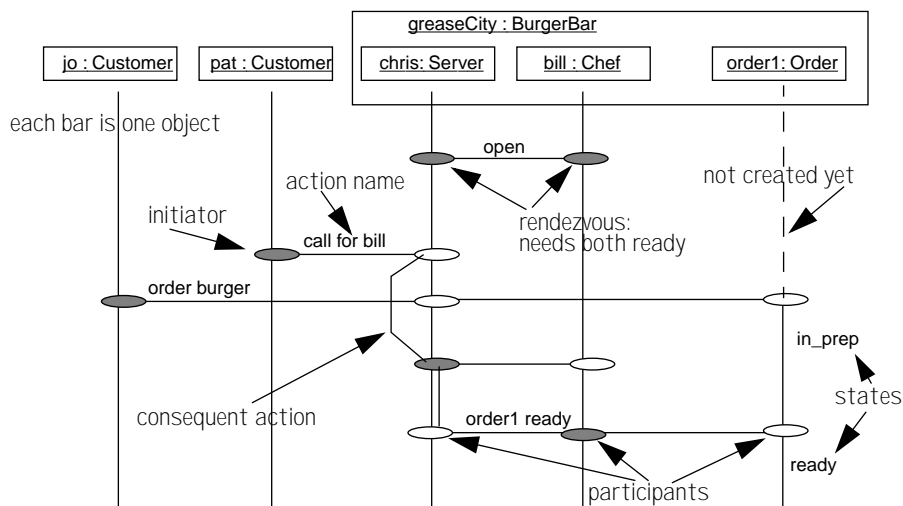 greaseCity : BurgerBar
jo : Customer
pat : Customer
chris: Server
bill : Chef
order1: Order
each bar is one object
open
action name
not created yet
initiator
rendezvous:
needs both ready
call for bill
order burger
in_prep
consequent action
states
order1 ready
ready
participants